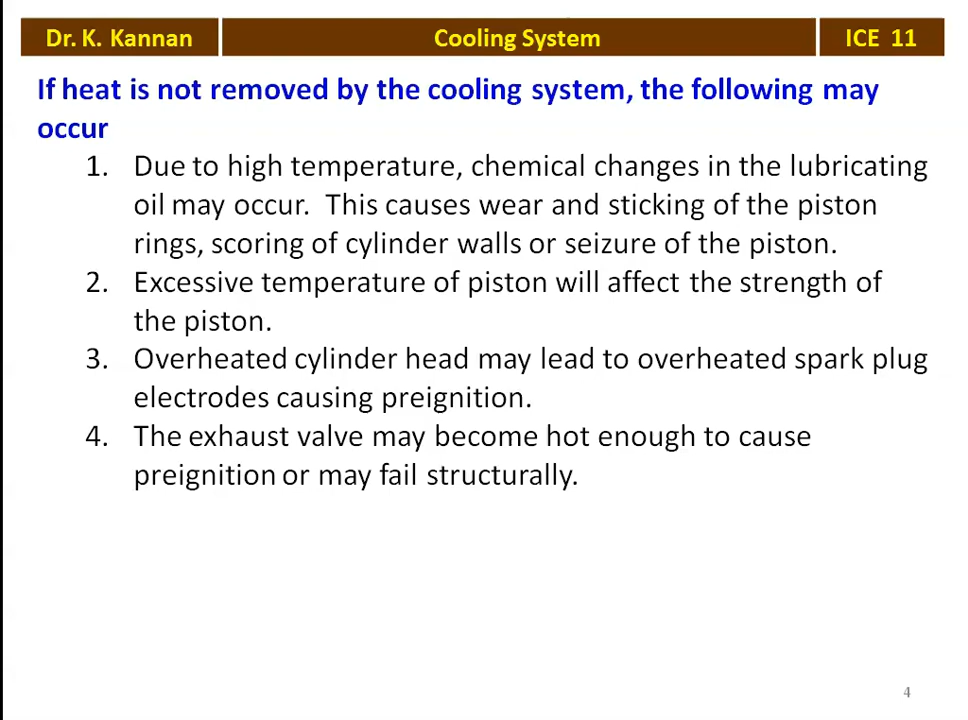 Dr. K. Kannan
Cooling System
ICE 11
If heat is not removed by the cooling system, the following may
occur
1. Due to high temperature, chemical changes in the lubricating
oil may occur. This causes wear and sticking of the piston
rings, scoring of cylinder walls or seizure of the piston.
2. Excessive temperature of piston will affect the strength of
the piston.
3. Overheated cylinder head may lead to overheated spark plug
electrodes causing preignition.
4. The exhaust valve may become hot enough to cause
preignition or may fail structurally.
4